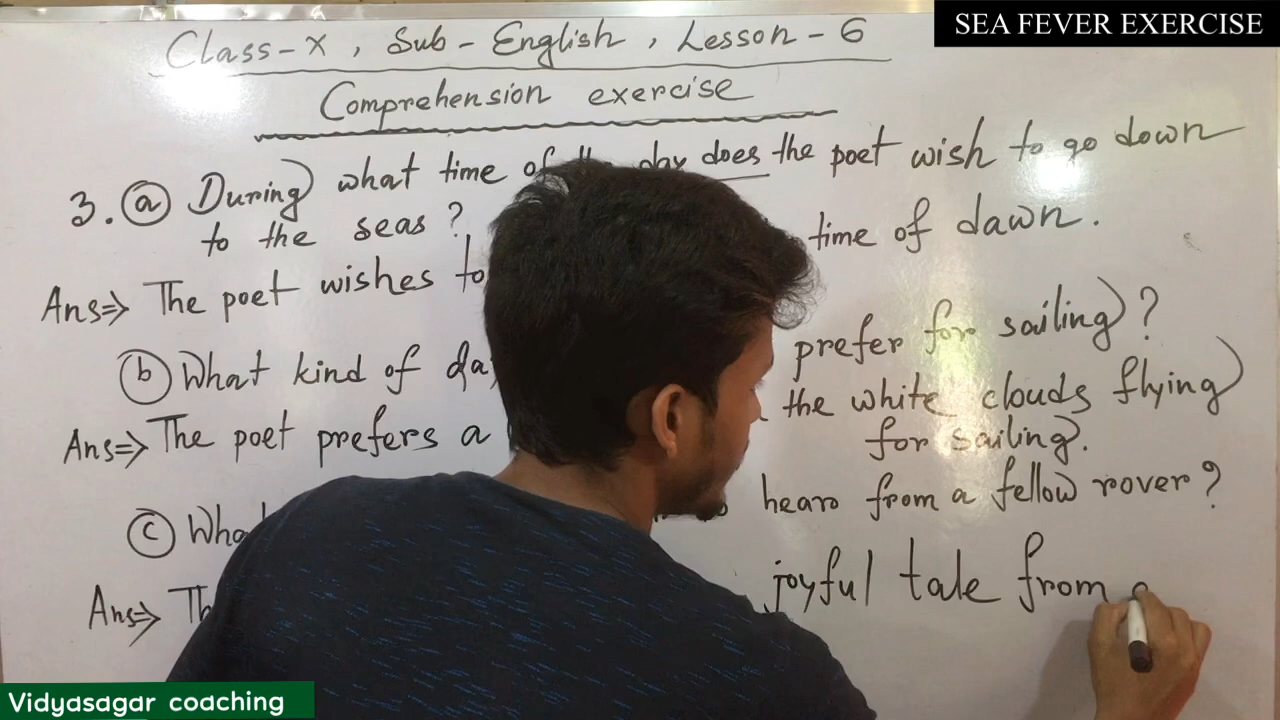 SEA FEVER EXERCISE
Class-X, Sub-English, Lesson-6
Comprehension exercise
3. (a) During what time of the day does the poet wish to go down
to the seas?
Ans⇒ The poet wishes to time of dawn.
(b) What kind of prefer for sailing?
Ans⇒ The poet prefers a the white clouds flying
for sailing.
(c) hear from a fellow rover?
Ans⇒ joyful tale from
Vidyasagar coaching